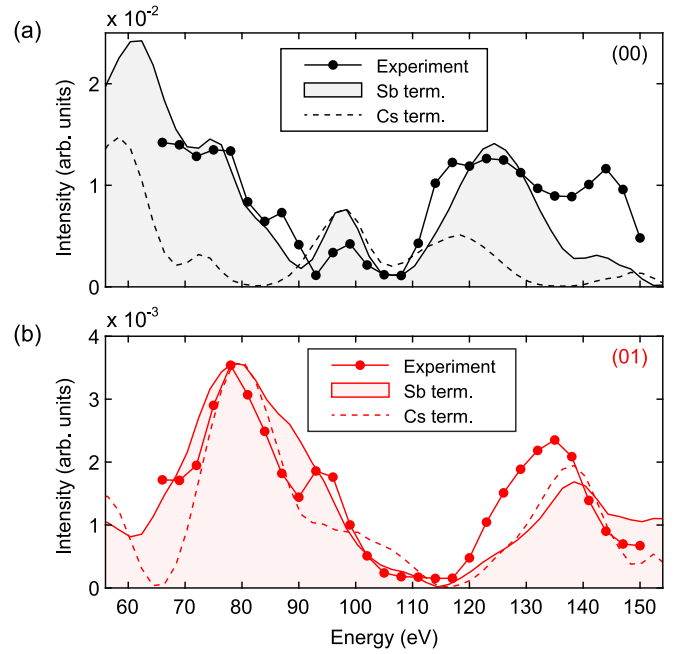 (a)
x 10⁻²
(00)
Experiment
Sb term.
Cs term.
Intensity (arb. units)
2
1
0
(b)
x 10⁻³
(01)
Experiment
Sb term.
Cs term.
Intensity (arb. units)
4
3
2
1
0
60 70 80 90 100 110 120 130 140 150
Energy (eV)